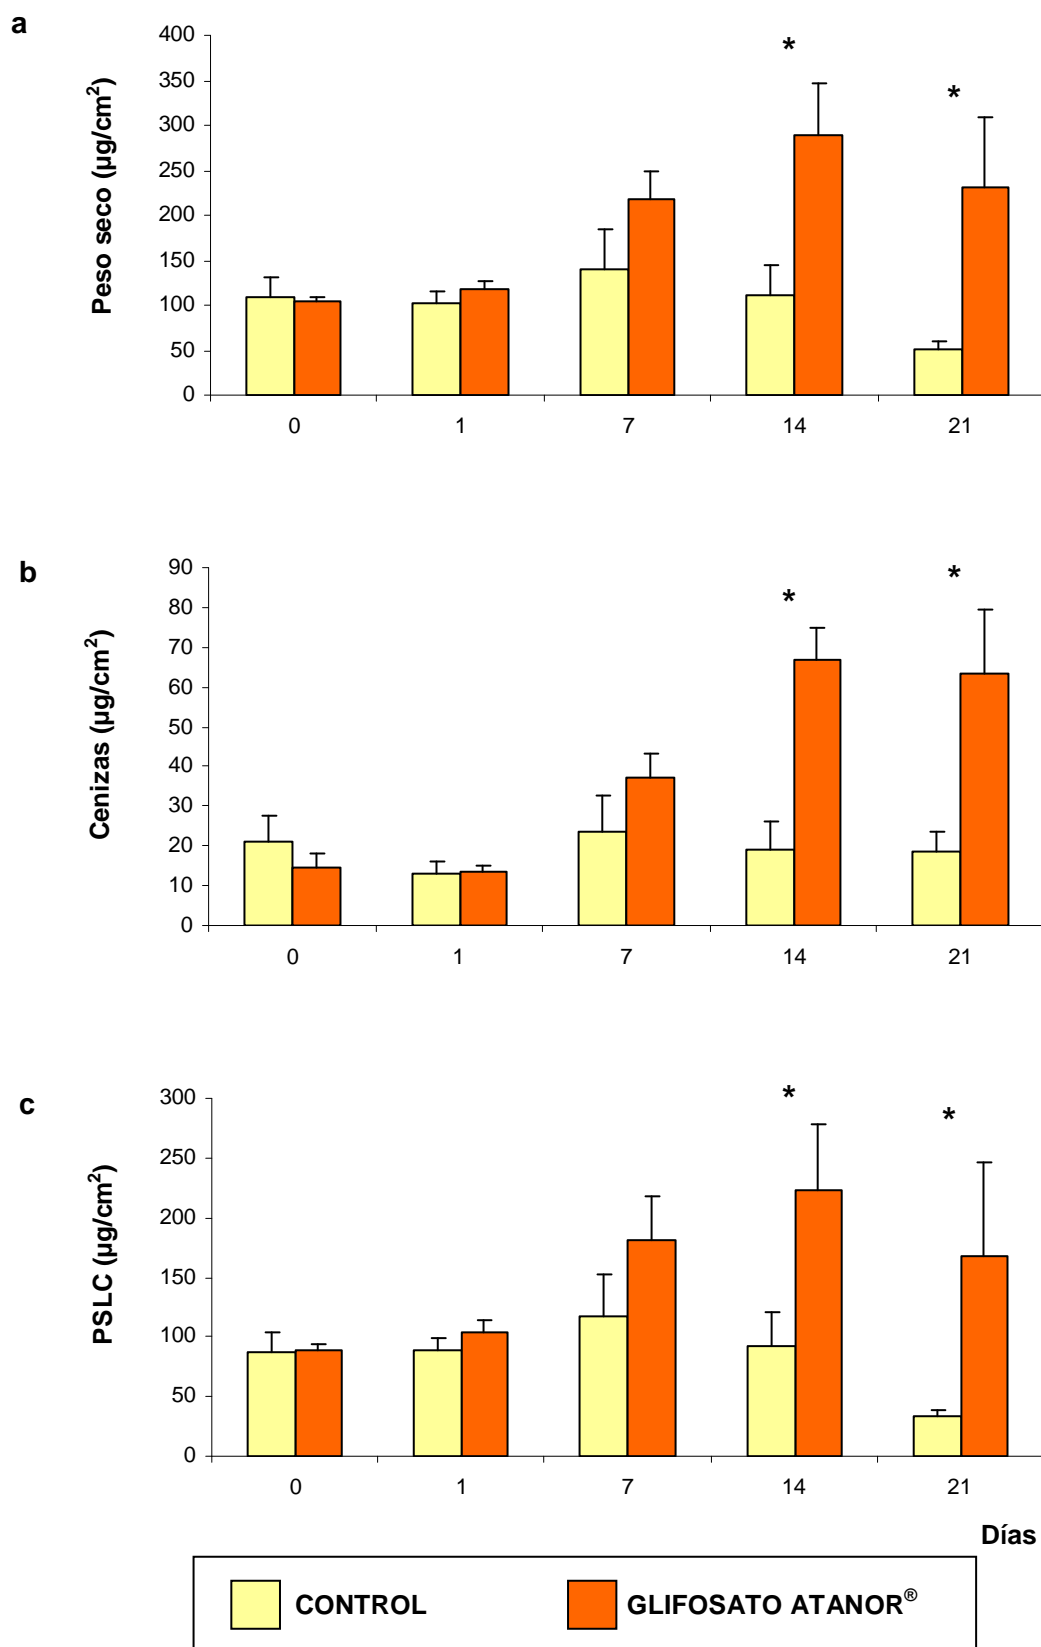 a
Peso seco (µg/cm²)
400
350
300
250
200
150
100
50
0
* *
0 1 7 14 21
b
Cenizas (µg/cm²)
90
80
70
60
50
40
30
20
10
0
* *
0 1 7 14 21
c
PSLC (µg/cm²)
300
250
200
150
100
50
0
* *
0 1 7 14 21
Días
CONTROL GLIFOSATO ATANOR®